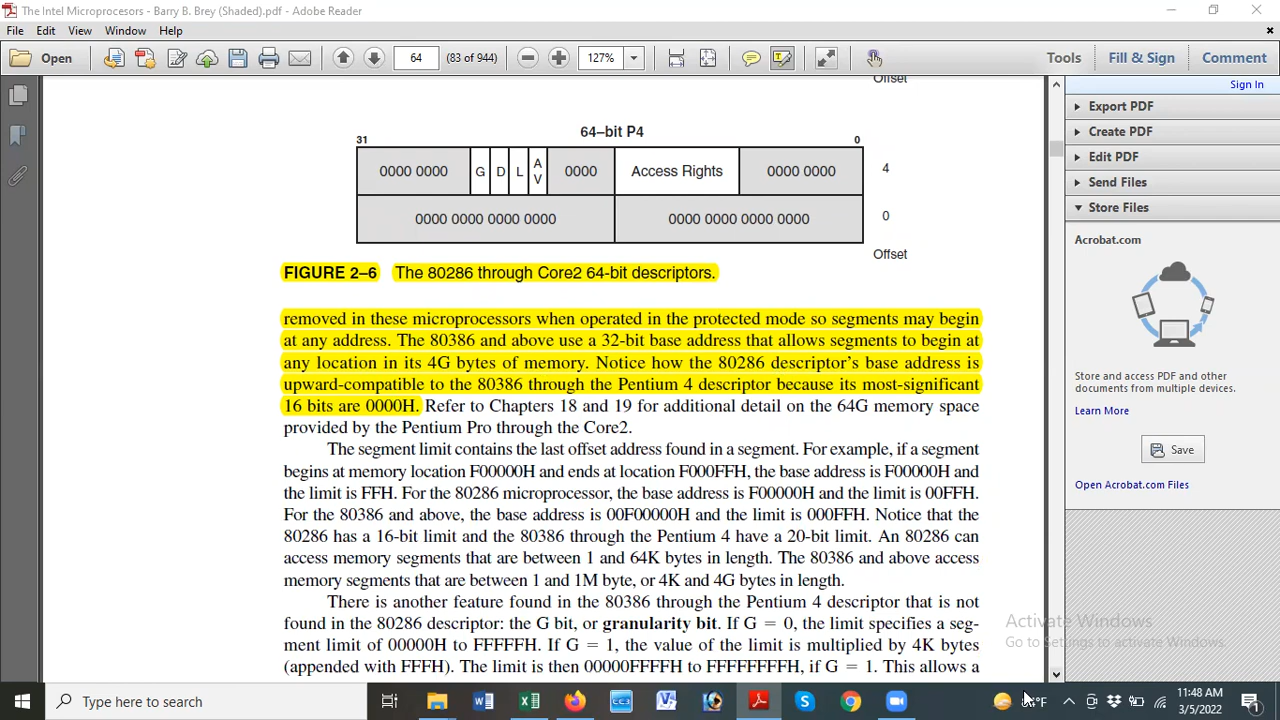 The Intel Microprocesors - Barry B. Brey (Shaded).pdf - Adobe Reader
File Edit View Window Help
Open 64 (83 of 944) 127% Tools Fill & Sign Comment
Sign In
Offset
64–bit P4
31 0
0000 0000 G D L A V 0000 Access Rights 0000 0000 4
0000 0000 0000 0000 0000 0000 0000 0000 0
Offset
FIGURE 2–6 The 80286 through Core2 64-bit descriptors.
removed in these microprocessors when operated in the protected mode so segments may begin
at any address. The 80386 and above use a 32-bit base address that allows segments to begin at
any location in its 4G bytes of memory. Notice how the 80286 descriptor's base address is
upward-compatible to the 80386 through the Pentium 4 descriptor because its most-significant
16 bits are 0000H. Refer to Chapters 18 and 19 for additional detail on the 64G memory space
provided by the Pentium Pro through the Core2.
The segment limit contains the last offset address found in a segment. For example, if a segment
begins at memory location F00000H and ends at location F000FFH, the base address is F00000H and
the limit is FFH. For the 80286 microprocessor, the base address is F00000H and the limit is 00FFH.
For the 80386 and above, the base address is 00F00000H and the limit is 000FFH. Notice that the
80286 has a 16-bit limit and the 80386 through the Pentium 4 have a 20-bit limit. An 80286 can
access memory segments that are between 1 and 64K bytes in length. The 80386 and above access
memory segments that are between 1 and 1M byte, or 4K and 4G bytes in length.
There is another feature found in the 80386 through the Pentium 4 descriptor that is not
found in the 80286 descriptor: the G bit, or granularity bit. If G = 0, the limit specifies a seg-
ment limit of 00000H to FFFFFH. If G = 1, the value of the limit is multiplied by 4K bytes
(appended with FFFH). The limit is then 00000FFFFH to FFFFFFFFH, if G = 1. This allows a
Export PDF
Create PDF
Edit PDF
Send Files
Store Files
Acrobat.com
Store and access PDF and other
documents from multiple devices.
Learn More
Save
Open Acrobat.com Files
Activate Windows
Go to Settings to activate Windows.
Type here to search
CC3
11:48 AM
3/5/2022
1